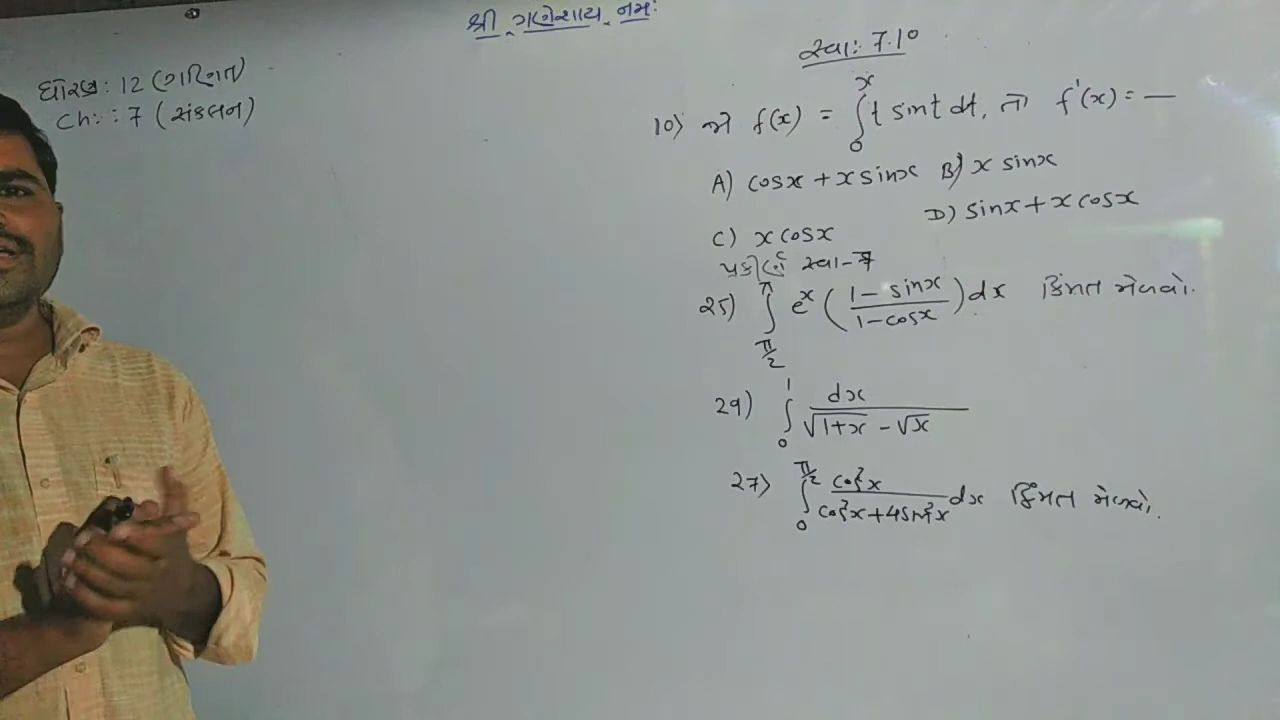 શ્રી ગણેશાય નમઃ
ધોરણ : 12 (ગણિત)
Ch: : 7 (સંકલન)
સ્વા: 7.10
10) જો f(x) = ∫₀ˣ t sint dt, તો f'(x) = —
A) cosx + x sinx B) x sinx
C) x cosx D) sinx + x cosx
પ્રકીર્ણ સ્વા-7
25) ∫_{π/2}^{π} eˣ ( (1 - sinx) / (1 - cosx) ) dx કિંમત મેળવો.
29) ∫₀¹ dx / (√(1+x) - √x)
27) ∫₀^{π/2} cos²x / (cos²x + 4sin²x) dx કિંમત મેળવો.